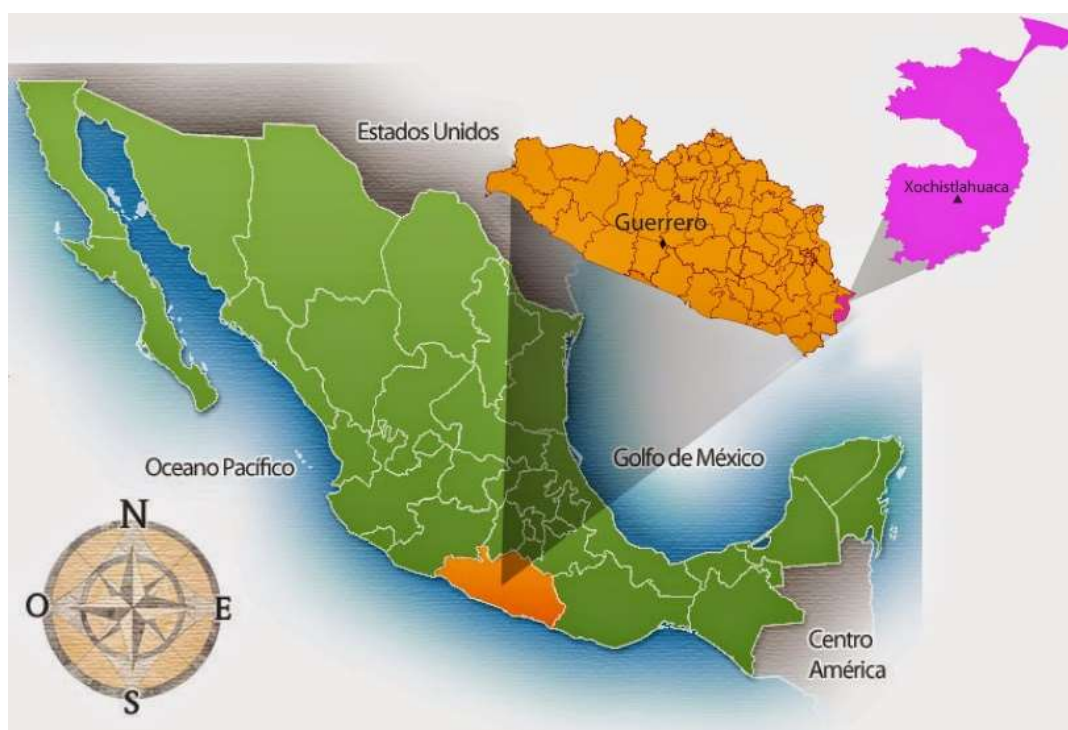 Estados Unidos
Guerrero
Xochistlahuaca
Oceano Pacífico
Golfo de México
N
O
E
S
Centro
América